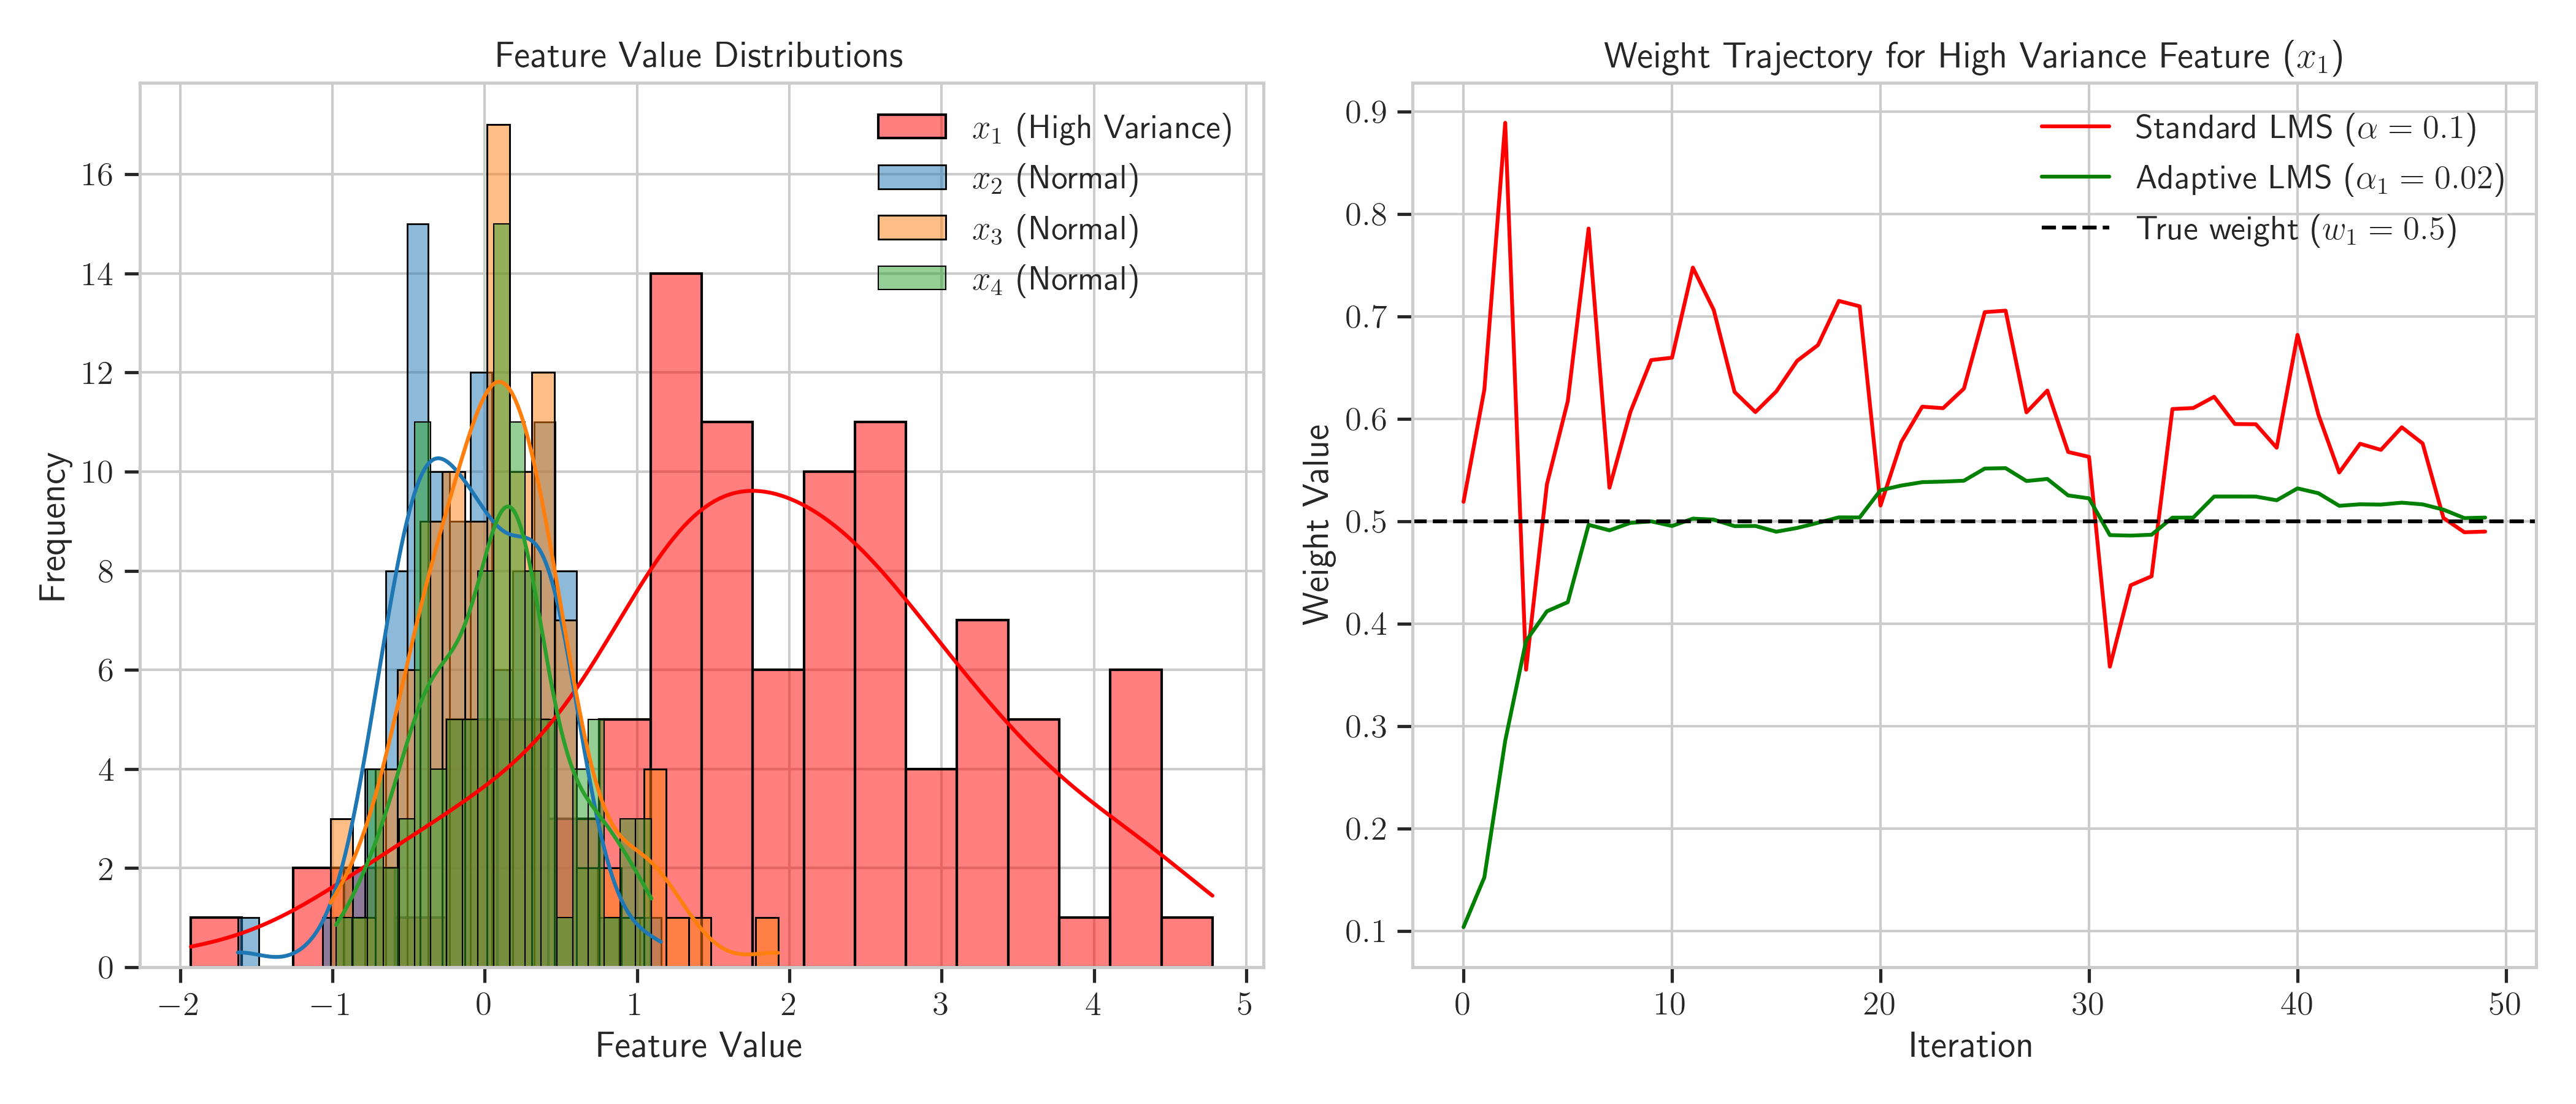 Feature Value Distributions
Frequency
16
14
12
10
8
6
4
2
0
−2 −1 0 1 2 3 4 5
Feature Value
x₁ (High Variance)
x₂ (Normal)
x₃ (Normal)
x₄ (Normal)
Weight Trajectory for High Variance Feature (x₁)
Weight Value
0.9
0.8
0.7
0.6
0.5
0.4
0.3
0.2
0.1
0 10 20 30 40 50
Iteration
Standard LMS (α = 0.1)
Adaptive LMS (α₁ = 0.02)
True weight (w₁ = 0.5)